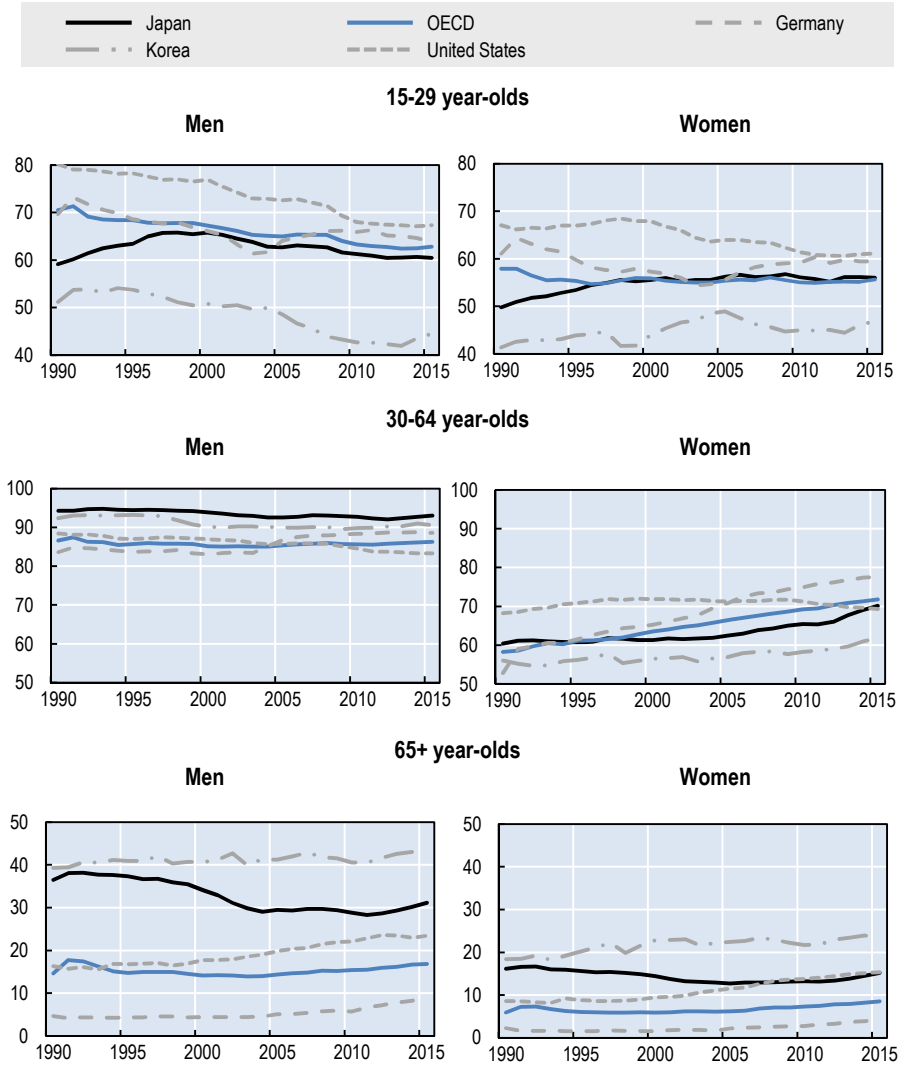 Japan OECD Germany
Korea United States
15-29 year-olds
Men Women
80 80
70 70
60 60
50 50
40 40
1990 1995 2000 2005 2010 2015 1990 1995 2000 2005 2010 2015
30-64 year-olds
Men Women
100 100
90 90
80 80
70 70
60 60
50 50
1990 1995 2000 2005 2010 2015 1990 1995 2000 2005 2010 2015
65+ year-olds
Men Women
50 50
40 40
30 30
20 20
10 10
0 0
1990 1995 2000 2005 2010 2015 1990 1995 2000 2005 2010 2015